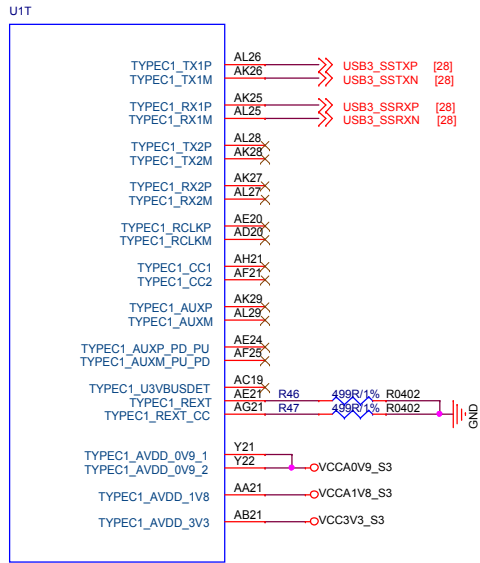 U1T
TYPEC1_TX1P AL26 USB3_SSTXP [28]
TYPEC1_TX1M AK26 USB3_SSTXN [28]
TYPEC1_RX1P AK25 USB3_SSRXP [28]
TYPEC1_RX1M AL25 USB3_SSRXN [28]
TYPEC1_TX2P AL28
TYPEC1_TX2M AK28
TYPEC1_RX2P AK27
TYPEC1_RX2M AL27
TYPEC1_RCLKP AE20
TYPEC1_RCLKM AD20
TYPEC1_CC1 AH21
TYPEC1_CC2 AF21
TYPEC1_AUXP AK29
TYPEC1_AUXM AL29
TYPEC1_AUXP_PD_PU AE24
TYPEC1_AUXM_PU_PD AF25
TYPEC1_U3VBUSDET AC19
TYPEC1_REXT AE21 R46 499R/1% R0402
TYPEC1_REXT_CC AG21 R47 499R/1% R0402
GND
TYPEC1_AVDD_0V9_1 Y21
TYPEC1_AVDD_0V9_2 Y22 VCCA0V9_S3
TYPEC1_AVDD_1V8 AA21 VCCA1V8_S3
TYPEC1_AVDD_3V3 AB21 VCC3V3_S3